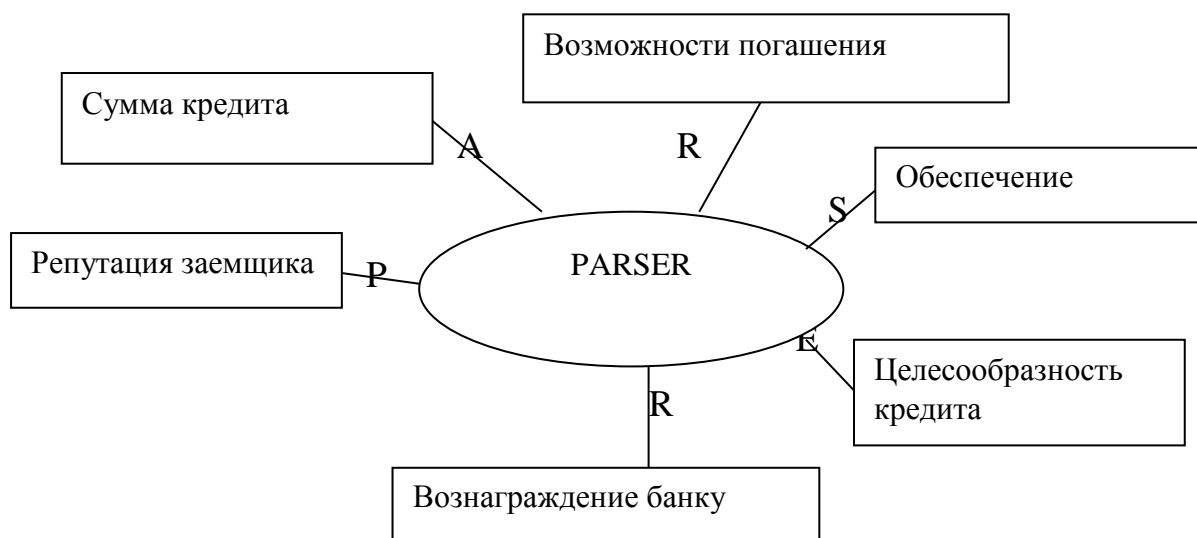 Возможности погашения
Сумма кредита
A
R
Обеспечение
S
Репутация заемщика
P
PARSER
E
Целесообразность
кредита
R
Вознаграждение банку